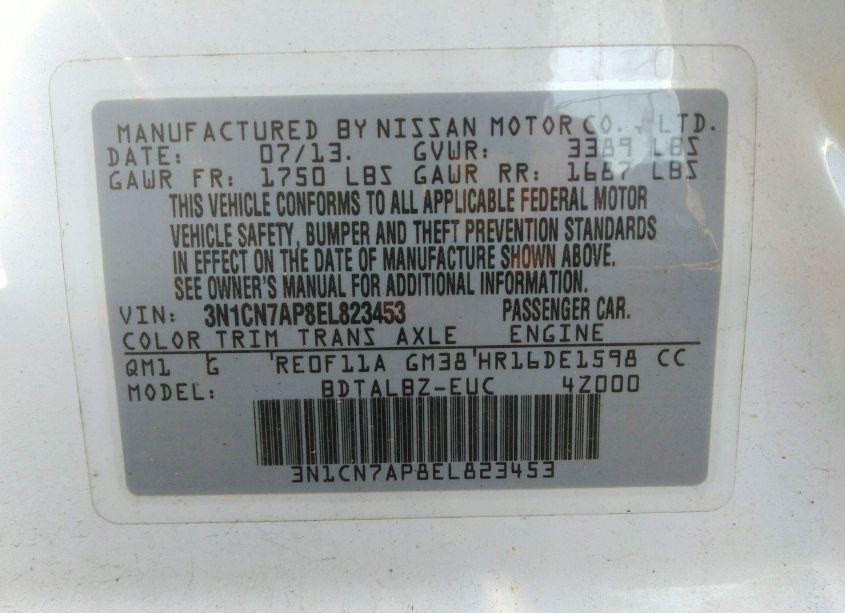 MANUFACTURED BY NISSAN MOTOR CO., LTD.
DATE: 07/13. GVWR: 3389 LBS
GAWR FR: 1750 LBS GAWR RR: 1687 LBS
THIS VEHICLE CONFORMS TO ALL APPLICABLE FEDERAL MOTOR
VEHICLE SAFETY, BUMPER AND THEFT PREVENTION STANDARDS
IN EFFECT ON THE DATE OF MANUFACTURE SHOWN ABOVE.
SEE OWNER'S MANUAL FOR ADDITIONAL INFORMATION.
VIN: 3N1CN7AP8EL823453 PASSENGER CAR.
COLOR TRIM TRANS AXLE ENGINE
QM1 G RE0F11A GM38 HR16DE1598 CC
MODEL: BDTALBZ-EUC 4Z000
3N1CN7AP8EL823453